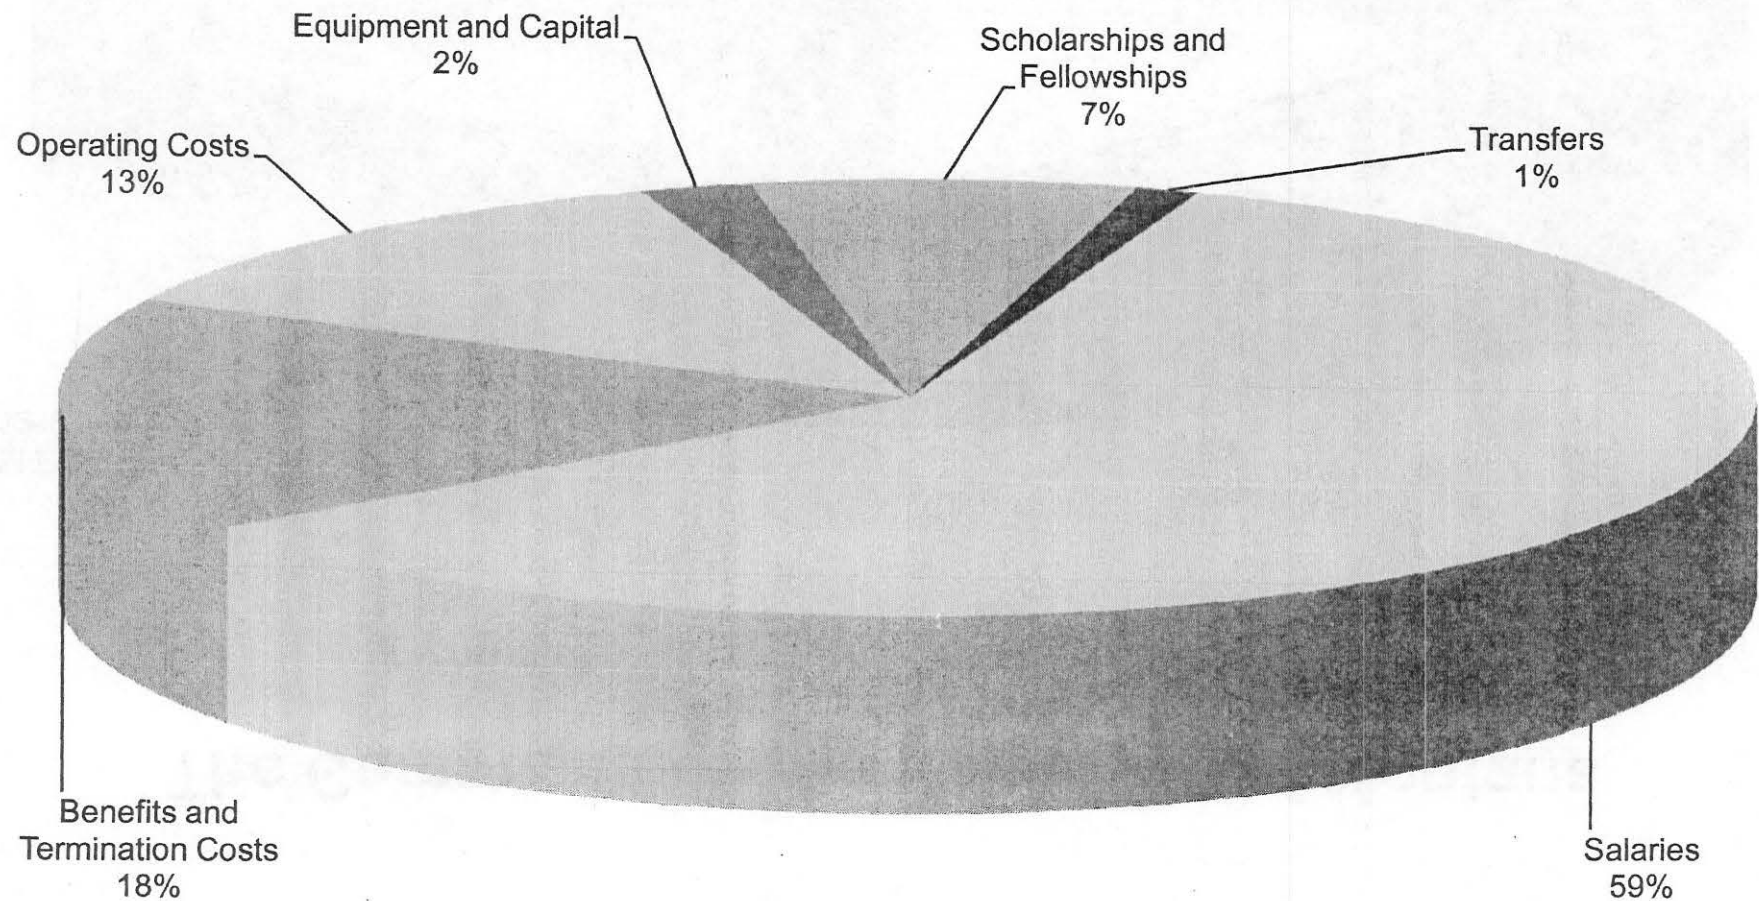 Equipment and Capital
2%
Scholarships and
Fellowships
7%
Transfers
1%
Operating Costs
13%
Benefits and
Termination Costs
18%
Salaries
59%